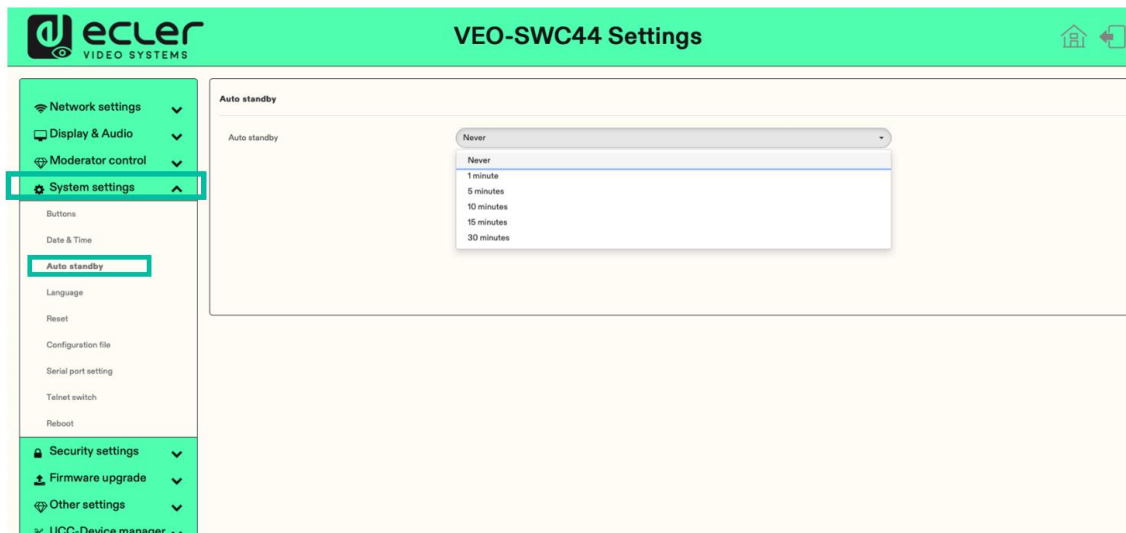 ecler
VIDEO SYSTEMS
VEO-SWC44 Settings
Network settings
Display & Audio
Moderator control
System settings
Buttons
Date & Time
Auto standby
Language
Reset
Configuration file
Serial port setting
Telnet switch
Reboot
Security settings
Firmware upgrade
Other settings
UCC-Device manager
Auto standby
Auto standby
Never
Never
1 minute
5 minutes
10 minutes
15 minutes
30 minutes